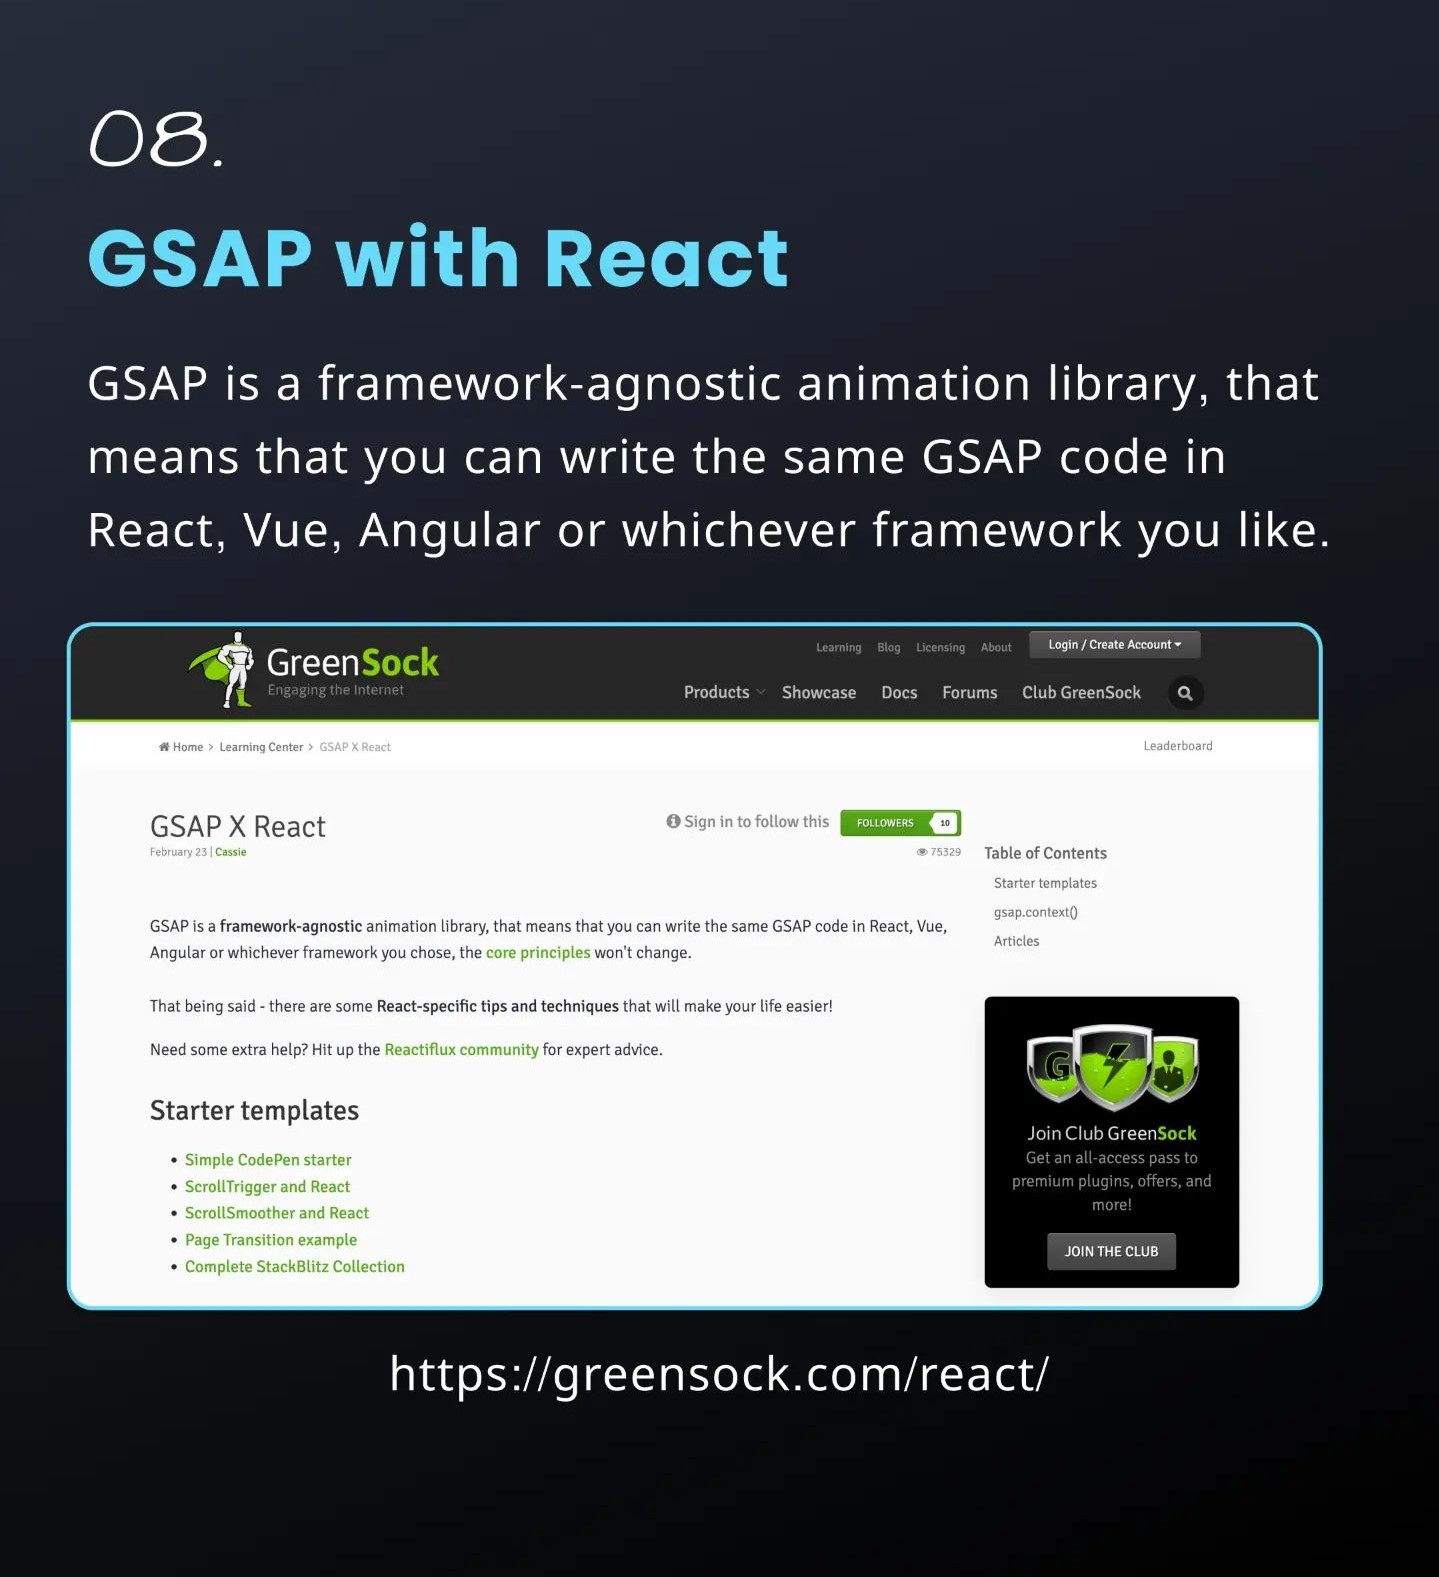 08.
GSAP with React
GSAP is a framework-agnostic animation library, that
means that you can write the same GSAP code in
React, Vue, Angular or whichever framework you like.
GreenSock
Engaging the Internet
Learning Blog Licensing About Login / Create Account
Products Showcase Docs Forums Club GreenSock
Home > Learning Center > GSAP X React
Leaderboard
GSAP X React
February 23 | Cassie
Sign in to follow this FOLLOWERS 10
75329
GSAP is a framework-agnostic animation library, that means that you can write the same GSAP code in React, Vue,
Angular or whichever framework you chose, the core principles won't change.
That being said - there are some React-specific tips and techniques that will make your life easier!
Need some extra help? Hit up the Reactiflux community for expert advice.
Starter templates
• Simple CodePen starter
• ScrollTrigger and React
• ScrollSmoother and React
• Page Transition example
• Complete StackBlitz Collection
Table of Contents
Starter templates
gsap.context()
Articles
G
Join Club GreenSock
Get an all-access pass to
premium plugins, offers, and
more!
JOIN THE CLUB
https://greensock.com/react/